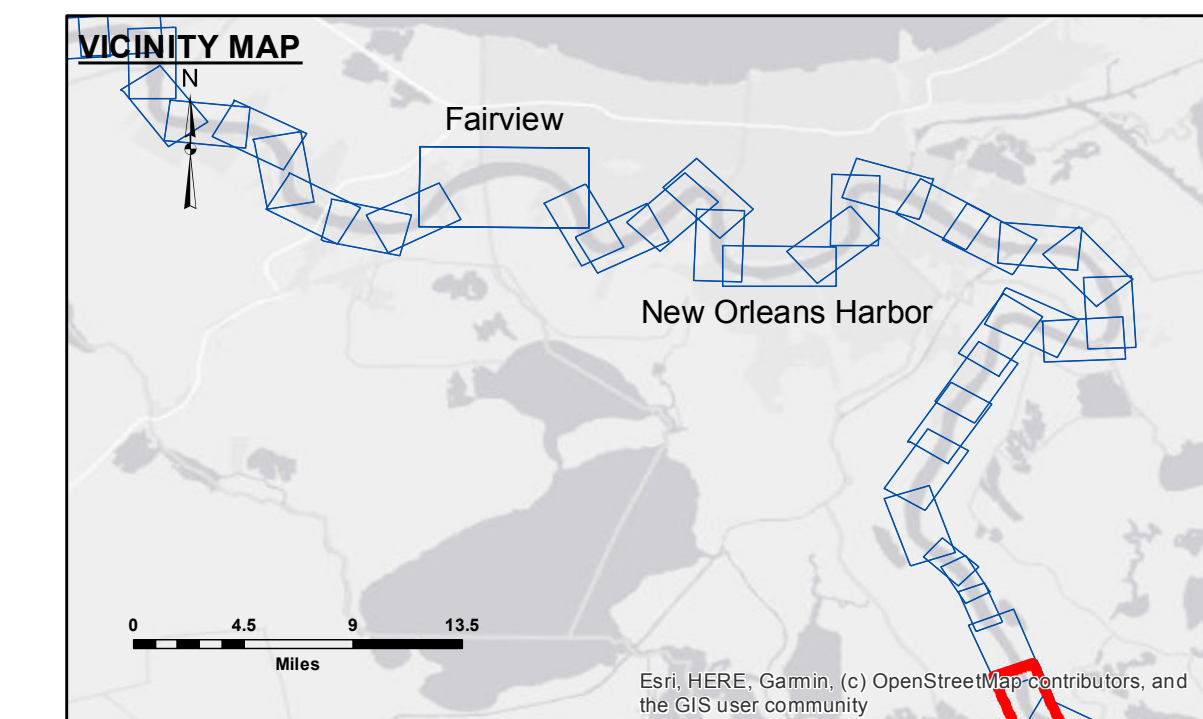 VICINITY MAP
N
Fairview
New Orleans Harbor
0 4.5 9 13.5
Miles
Esri, HERE, Garmin, (c) OpenStreetMap contributors, and
the GIS user community